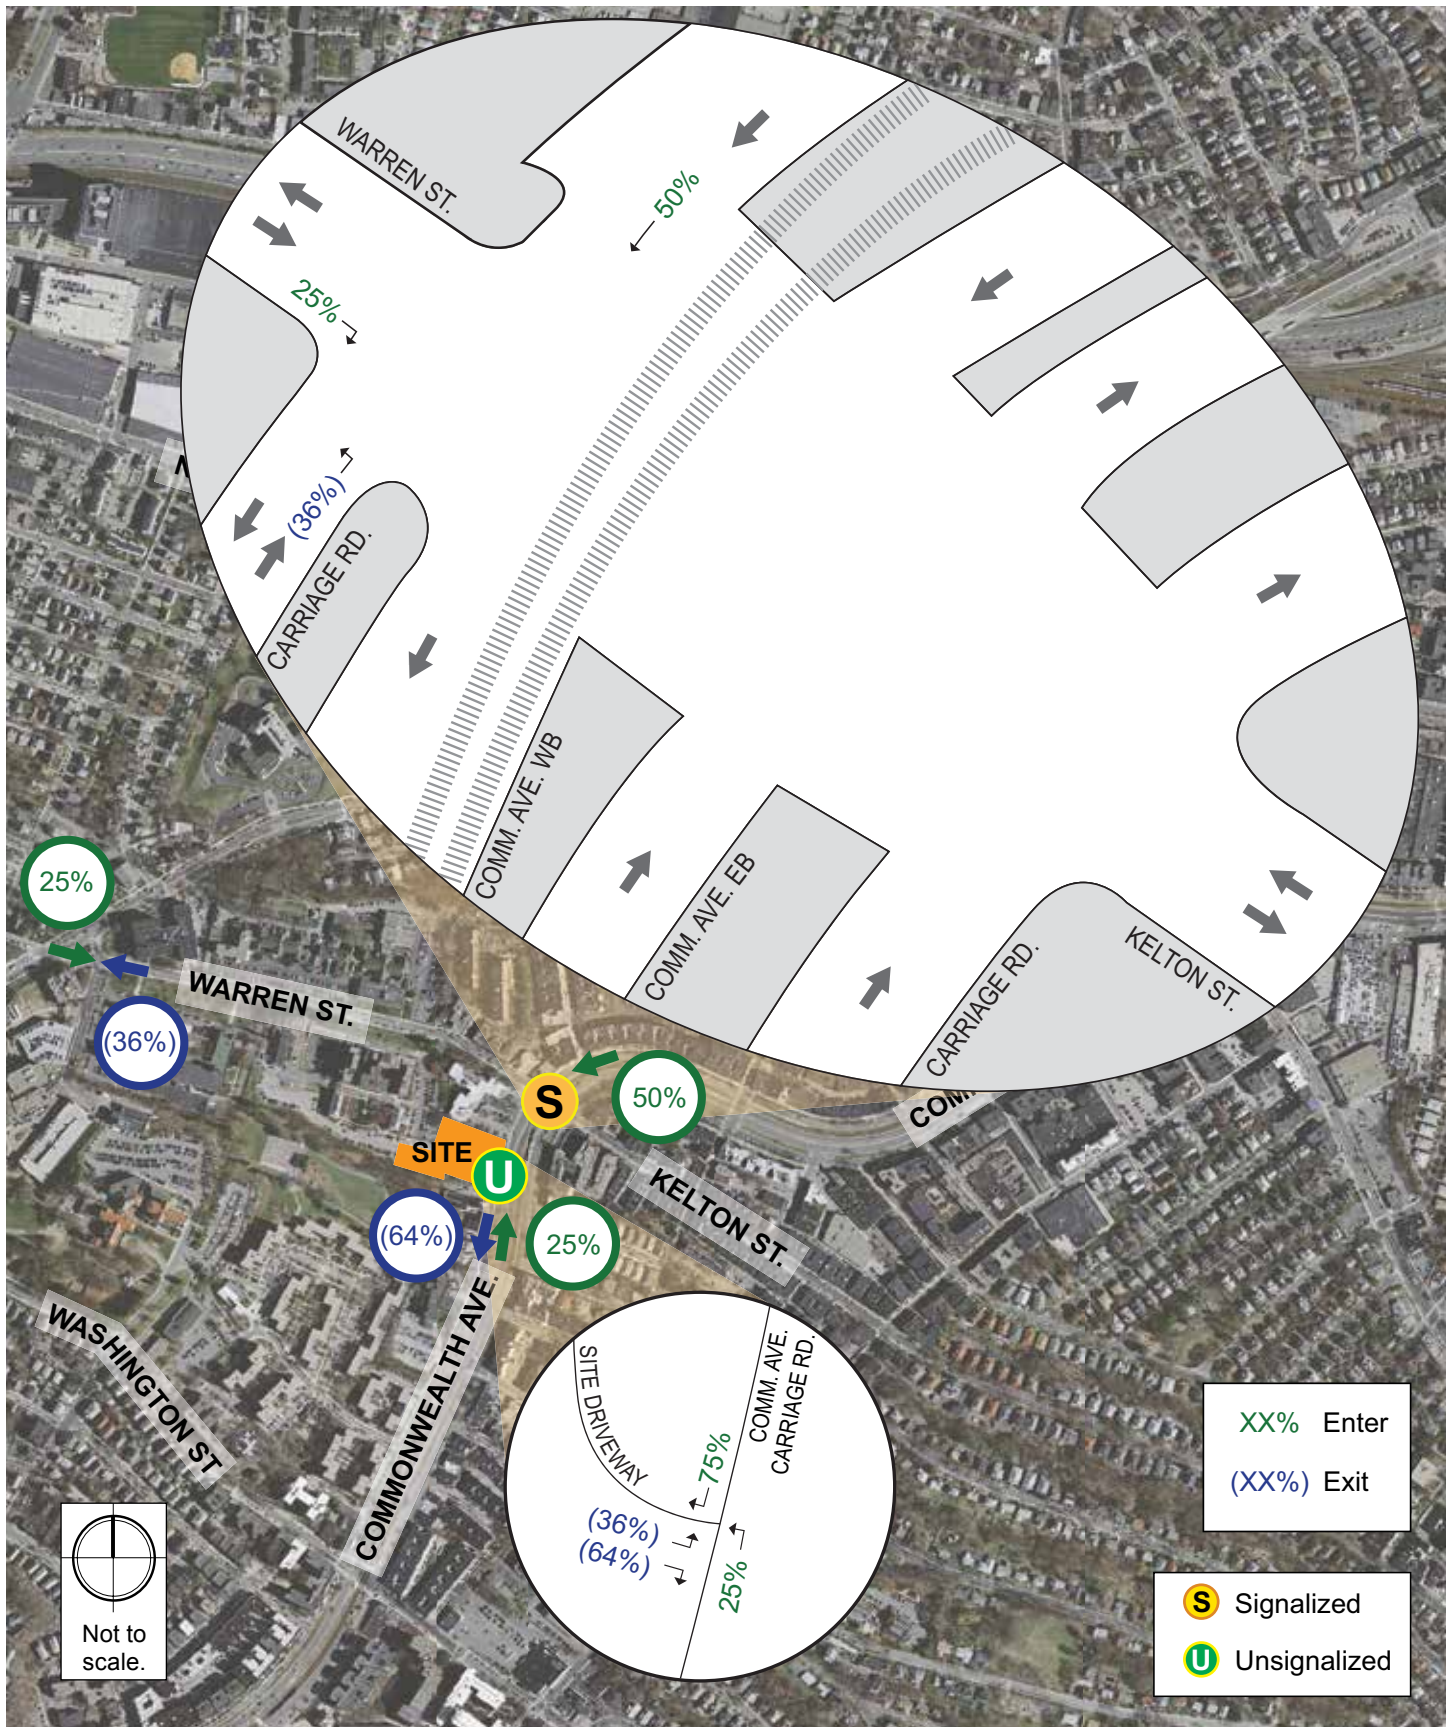 WARREN ST.
50%
25%
(36%)
CARRIAGE RD.
COMM. AVE. WB
COMM. AVE. EB
CARRIAGE RD.
KELTON ST.
25%
WARREN ST.
(36%)
S
50%
SITE
U
(64%)
25%
KELTON ST.
COMMONWEALTH AVE.
WASHINGTON ST
SITE DRIVEWAY
COMM. AVE.
CARRIAGE RD.
75%
(36%)
(64%)
25%
XX% Enter
(XX%) Exit
S Signalized
U Unsignalized
Not to
scale.